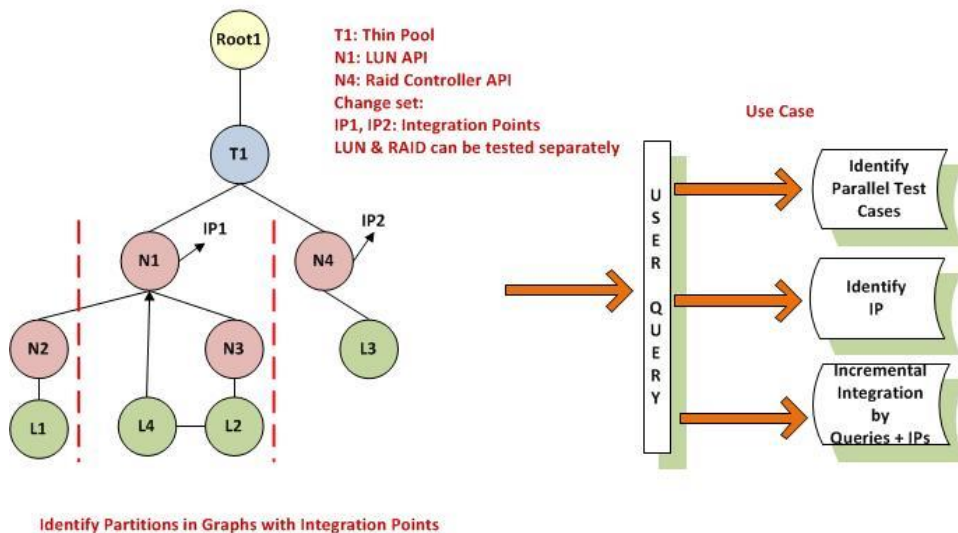 Root1
T1: Thin Pool
N1: LUN API
N4: Raid Controller API
Change set:
IP1, IP2: Integration Points
LUN & RAID can be tested separately
T1
IP1
IP2
N1
N4
N2
N3
L3
L1
L4
L2
Identify Partitions in Graphs with Integration Points
USER QUERY
Use Case
Identify
Parallel Test
Cases
Identify
IP
Incremental
Integration
by
Queries + IPs